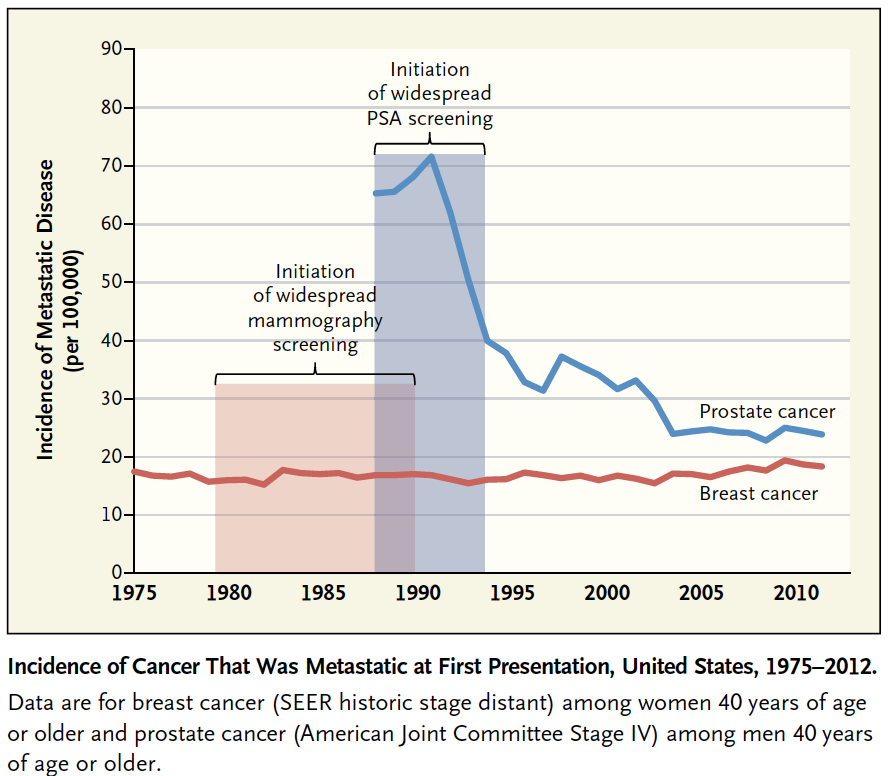 90
80
70
60
50
40
30
20
10
0
Incidence of Metastatic Disease
(per 100,000)
Initiation
of widespread
PSA screening
Initiation
of widespread
mammography
screening
Prostate cancer
Breast cancer
1975 1980 1985 1990 1995 2000 2005 2010
Incidence of Cancer That Was Metastatic at First Presentation, United States, 1975–2012.
Data are for breast cancer (SEER historic stage distant) among women 40 years of age
or older and prostate cancer (American Joint Committee Stage IV) among men 40 years
of age or older.